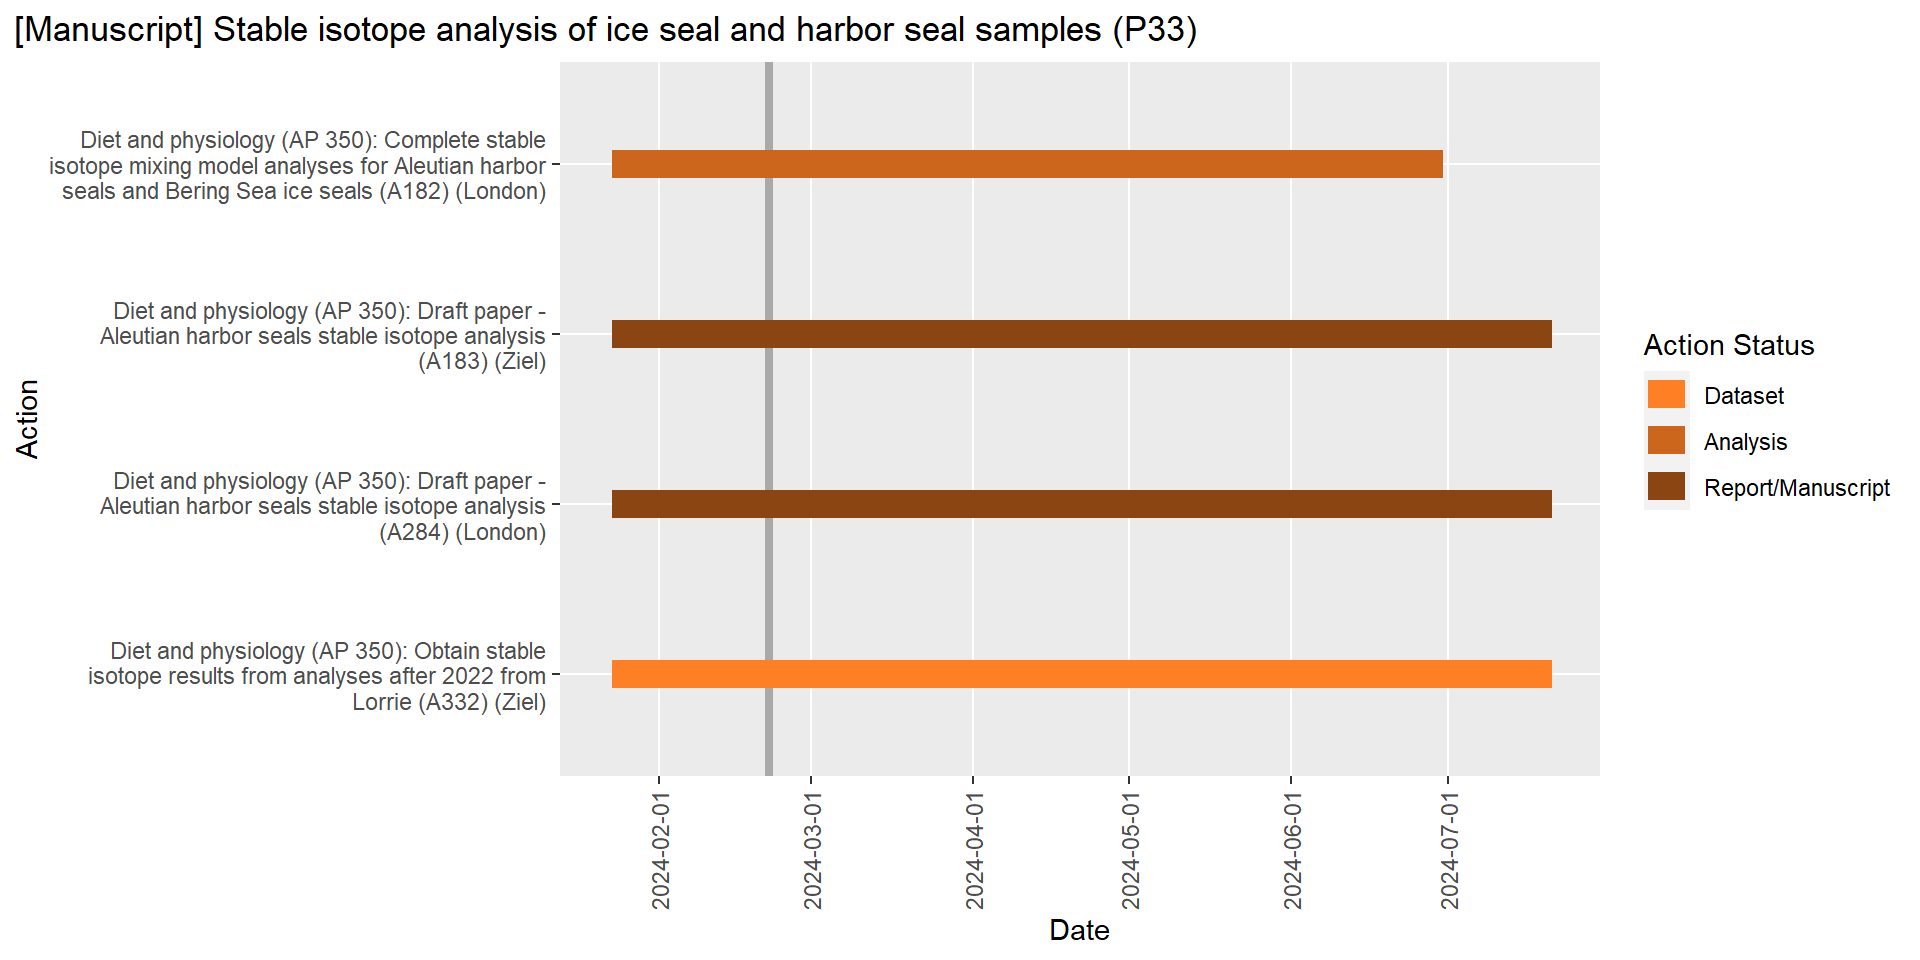 [Manuscript] Stable isotope analysis of ice seal and harbor seal samples (P33)
Action
Diet and physiology (AP 350): Complete stable
isotope mixing model analyses for Aleutian harbor
seals and Bering Sea ice seals (A182) (London)
Diet and physiology (AP 350): Draft paper -
Aleutian harbor seals stable isotope analysis
(A183) (Ziel)
Diet and physiology (AP 350): Draft paper -
Aleutian harbor seals stable isotope analysis
(A284) (London)
Diet and physiology (AP 350): Obtain stable
isotope results from analyses after 2022 from
Lorrie (A332) (Ziel)
2024-02-01
2024-03-01
2024-04-01
2024-05-01
2024-06-01
2024-07-01
Date
Action Status
Dataset
Analysis
Report/Manuscript